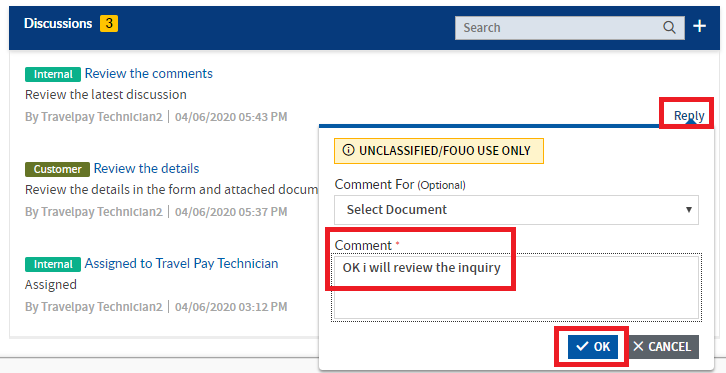 Discussions 3
Search
Internal Review the comments
Review the latest discussion
By Travelpay Technician2 | 04/06/2020 05:43 PM
Reply
Customer Review the details
Review the details in the form and attached docum
By Travelpay Technician2 | 04/06/2020 05:37 PM
Internal Assigned to Travel Pay Technician
Assigned
By Travelpay Technician2 | 04/06/2020 03:12 PM
UNCLASSIFIED/FOUO USE ONLY
Comment For (Optional)
Select Document
Comment *
OK i will review the inquiry
OK CANCEL